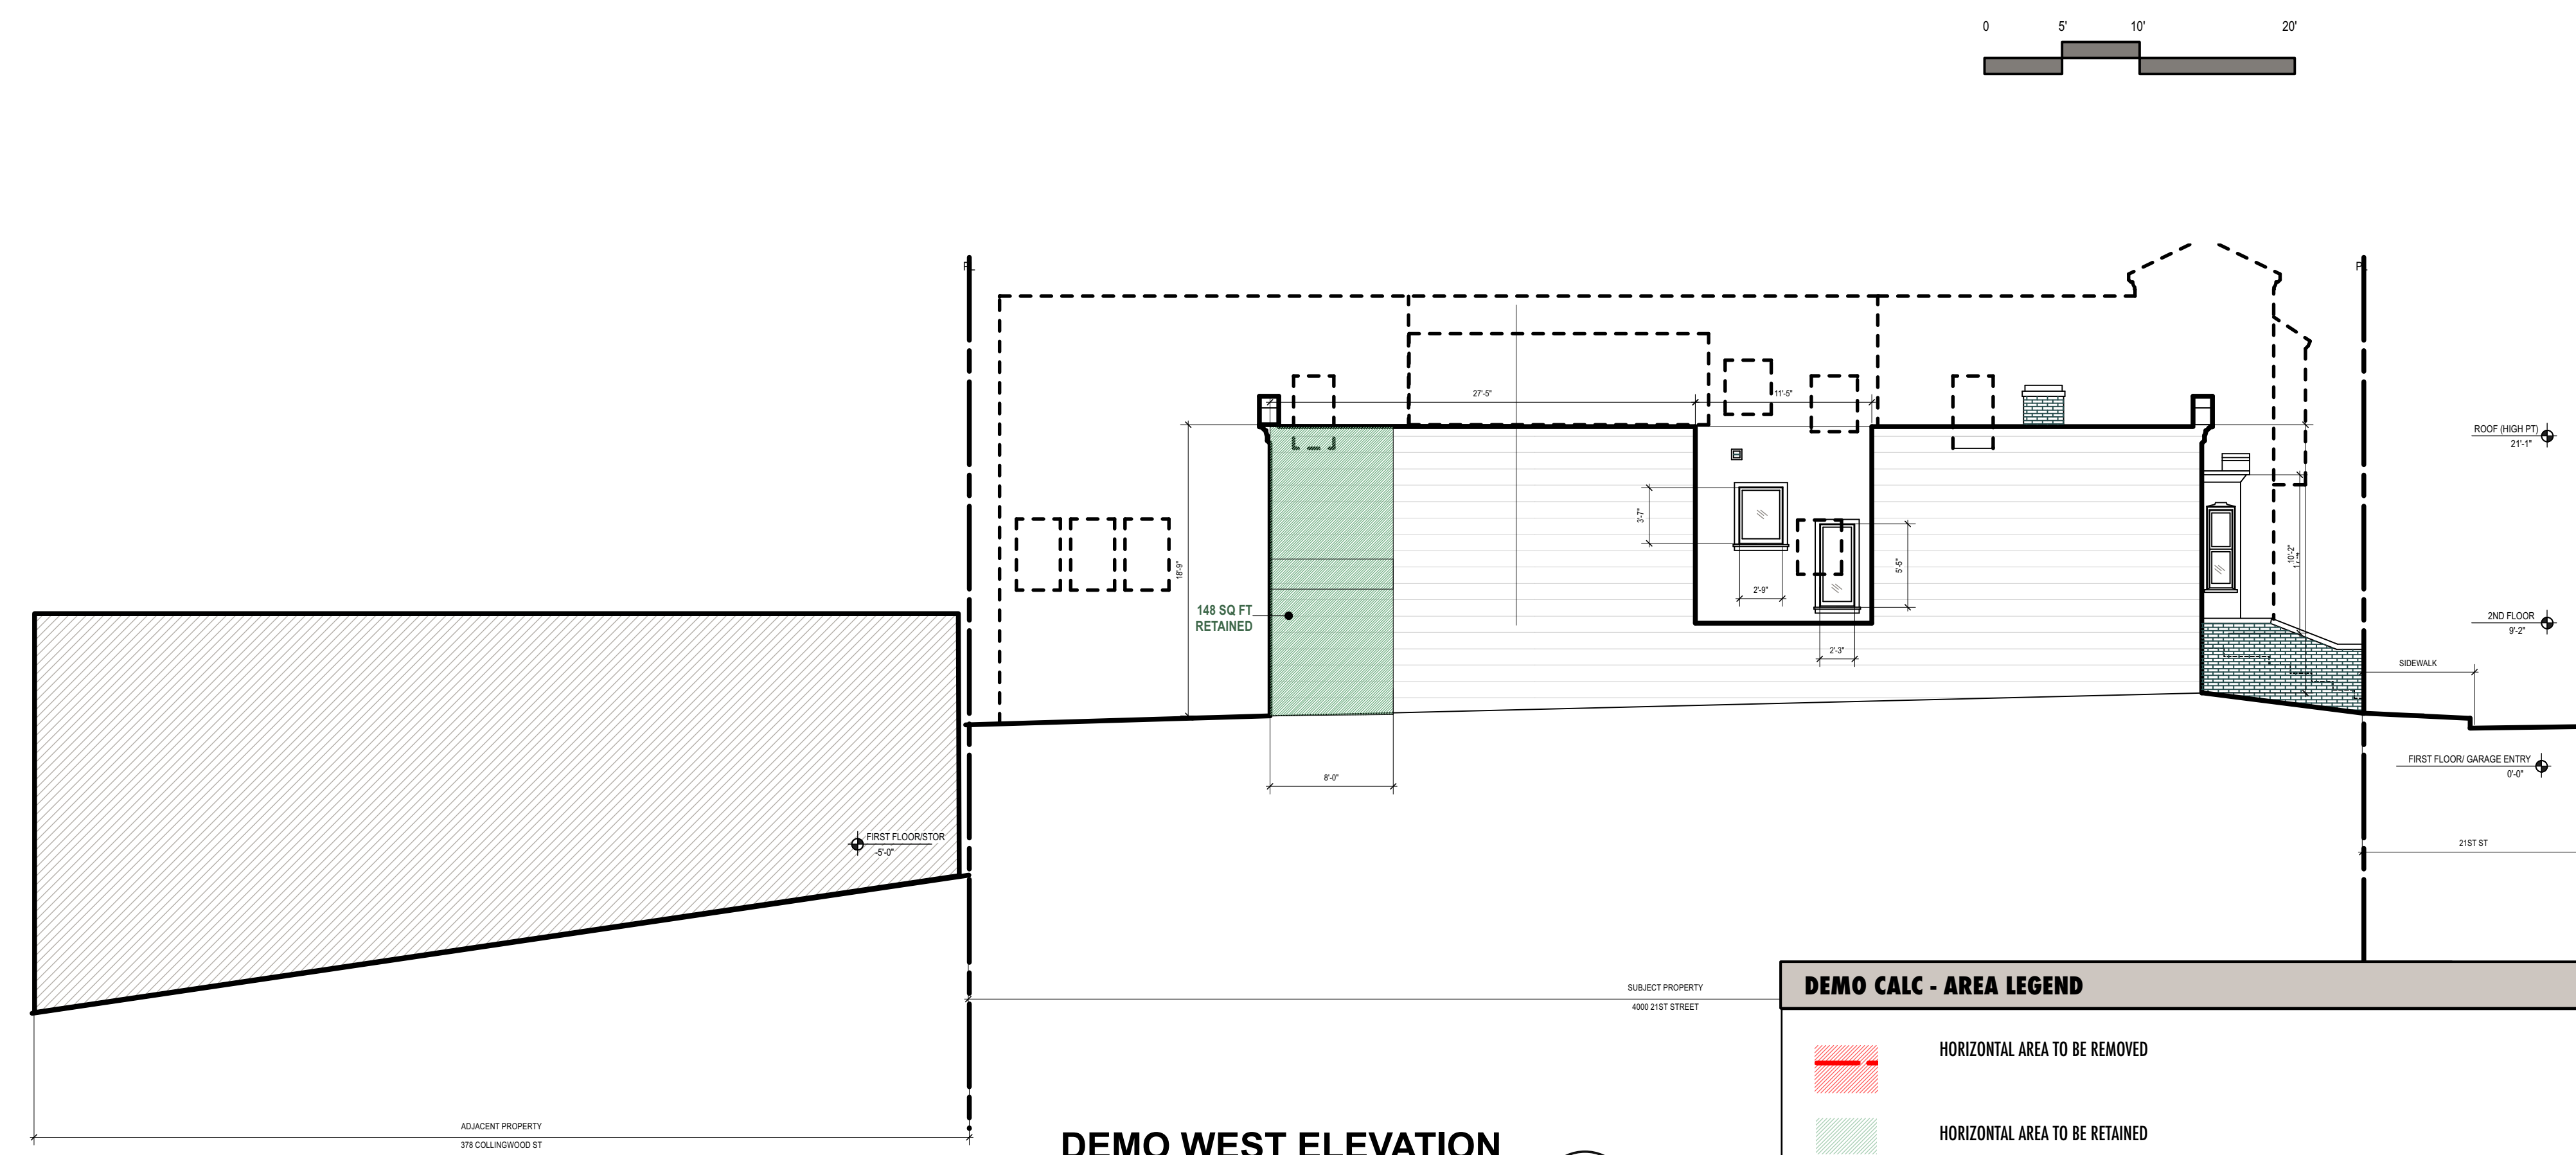 0 5' 10' 20'
PL
PL
27'-5"
11'-5"
ROOF (HIGH PT)
21'-1"
3'-7"
18'-9"
10'-2"
5'-5"
2'-9"
148 SQ FT
RETAINED
2ND FLOOR
9'-2"
2'-3"
SIDEWALK
FIRST FLOOR/ GARAGE ENTRY
0'-0"
8'-0"
FIRST FLOOR/STOR
-5'-0"
21ST ST
SUBJECT PROPERTY
4000 21ST STREET
DEMO CALC - AREA LEGEND
HORIZONTAL AREA TO BE REMOVED
HORIZONTAL AREA TO BE RETAINED
ADJACENT PROPERTY
378 COLLINGWOOD ST
DEMO WEST ELEVATION